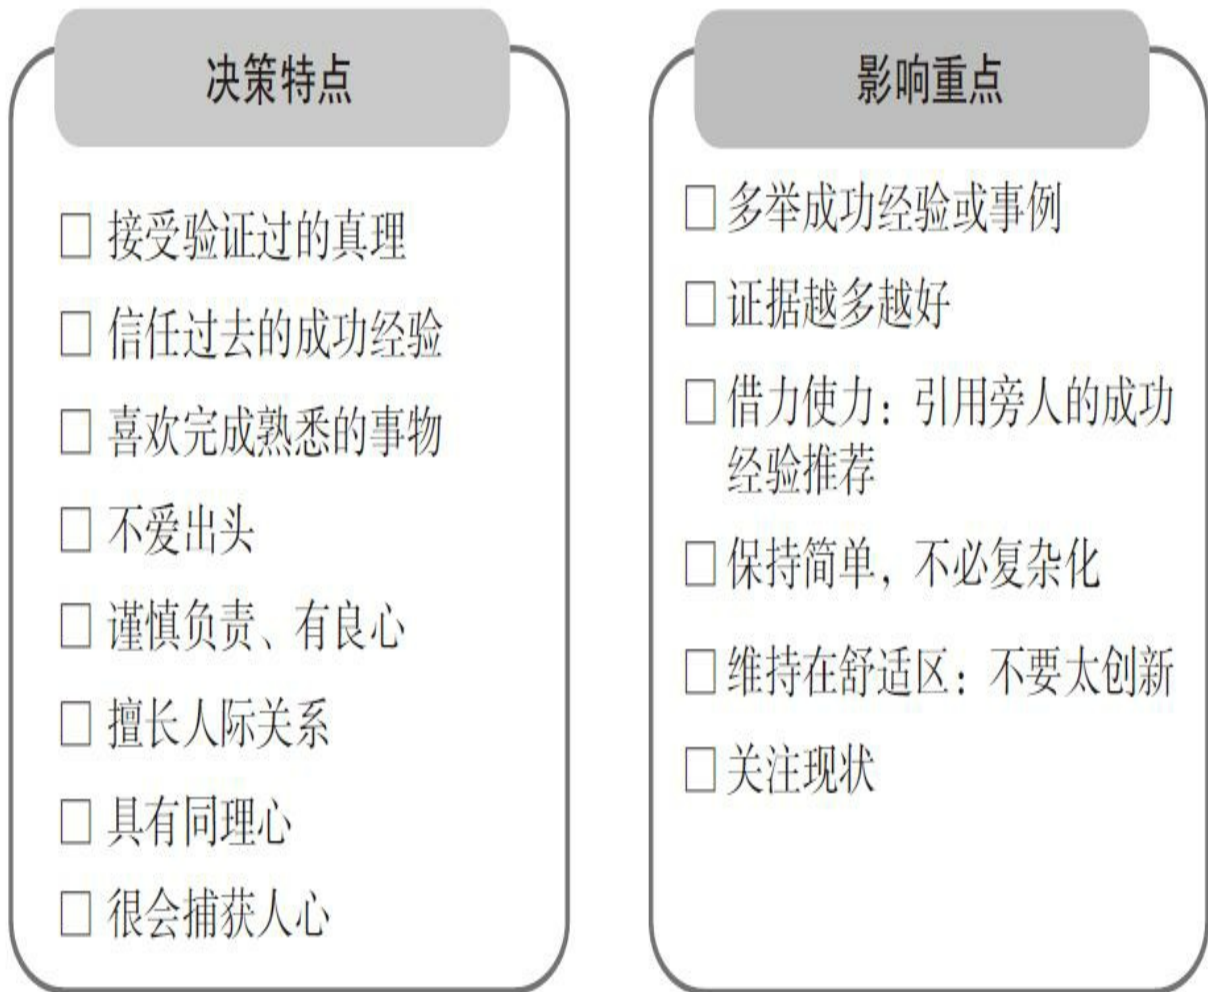 决策特点
□ 接受验证过的真理
□ 信任过去的成功经验
□ 喜欢完成熟悉的事物
□ 不爱出头
□ 谨慎负责、有良心
□ 擅长人际关系
□ 具有同理心
□ 很会捕获人心
影响重点
□ 多举成功经验或事例
□ 证据越多越好
□ 借力使力：引用旁人的成功
经验推荐
□ 保持简单，不必复杂化
□ 维持在舒适区：不要太创新
□ 关注现状